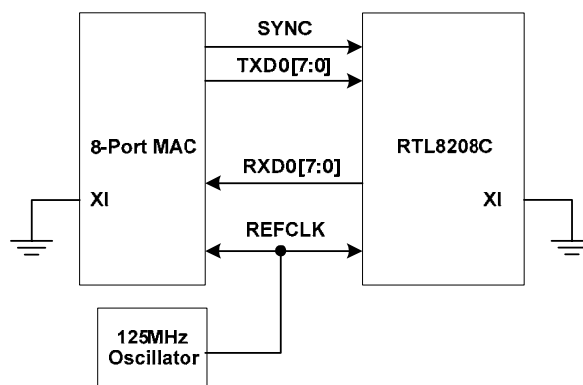 SYNC
TXD0[7:0]
8-Port MAC
RTL8208C
RXD0[7:0]
XI
XI
REFCLK
125MHz
Oscillator